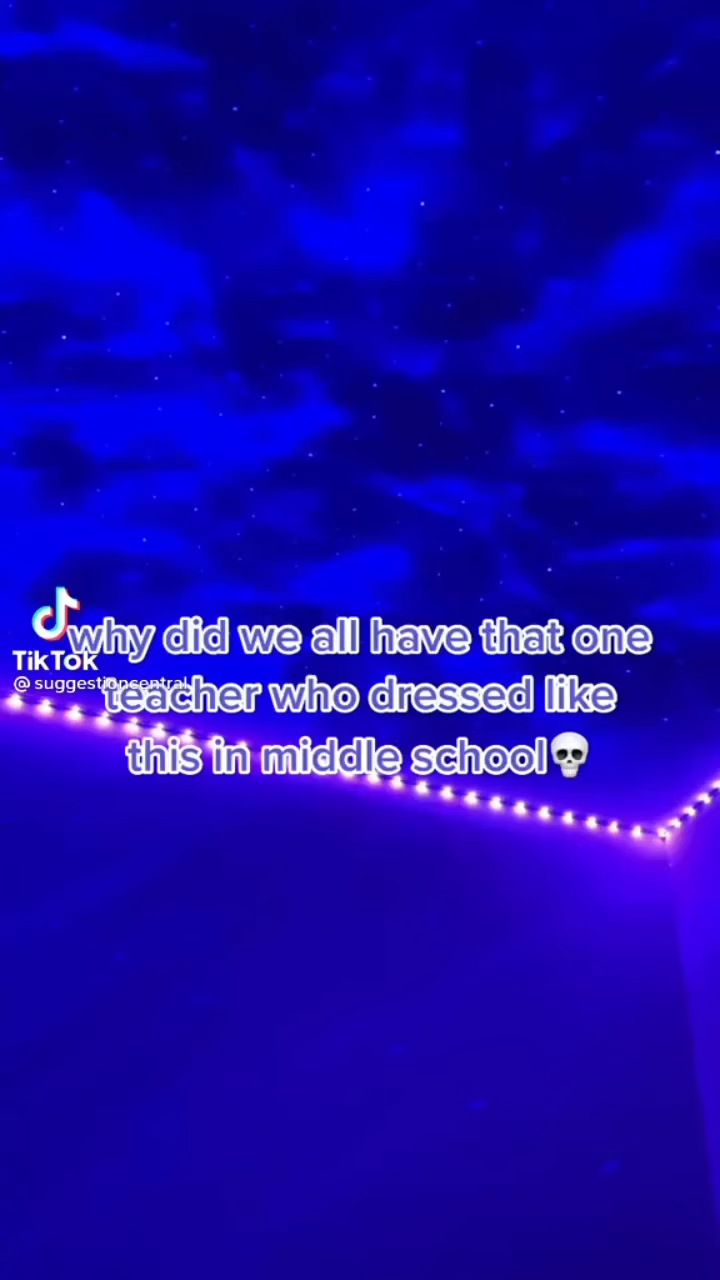 why did we all have that one
TikTok
@suggestioncentral
teacher who dressed like
this in middle school💀